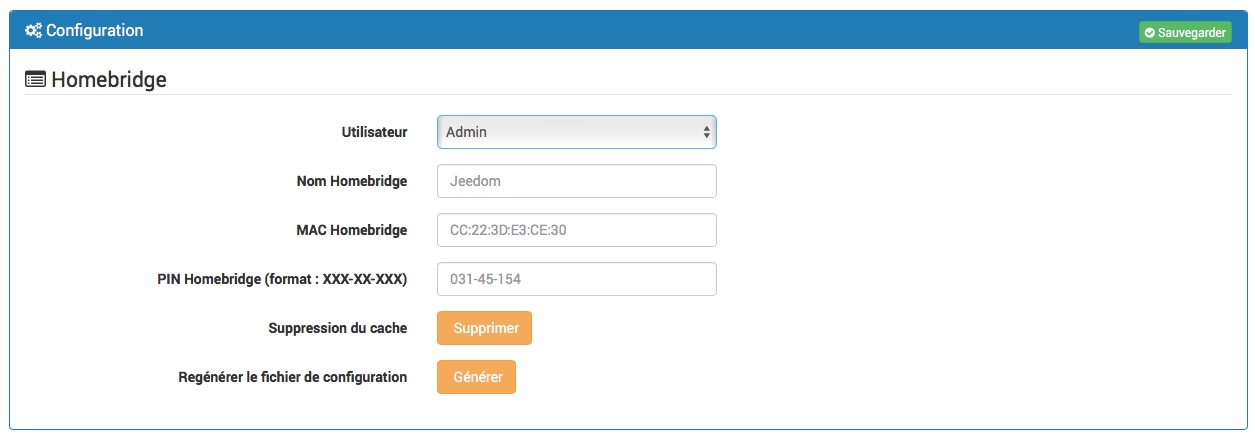 Configuration
Sauvegarder
Homebridge
Utilisateur Admin
Nom Homebridge Jeedom
MAC Homebridge CC:22:3D:E3:CE:30
PIN Homebridge (format : XXX-XX-XXX) 031-45-154
Suppression du cache Supprimer
Regénérer le fichier de configuration Générer